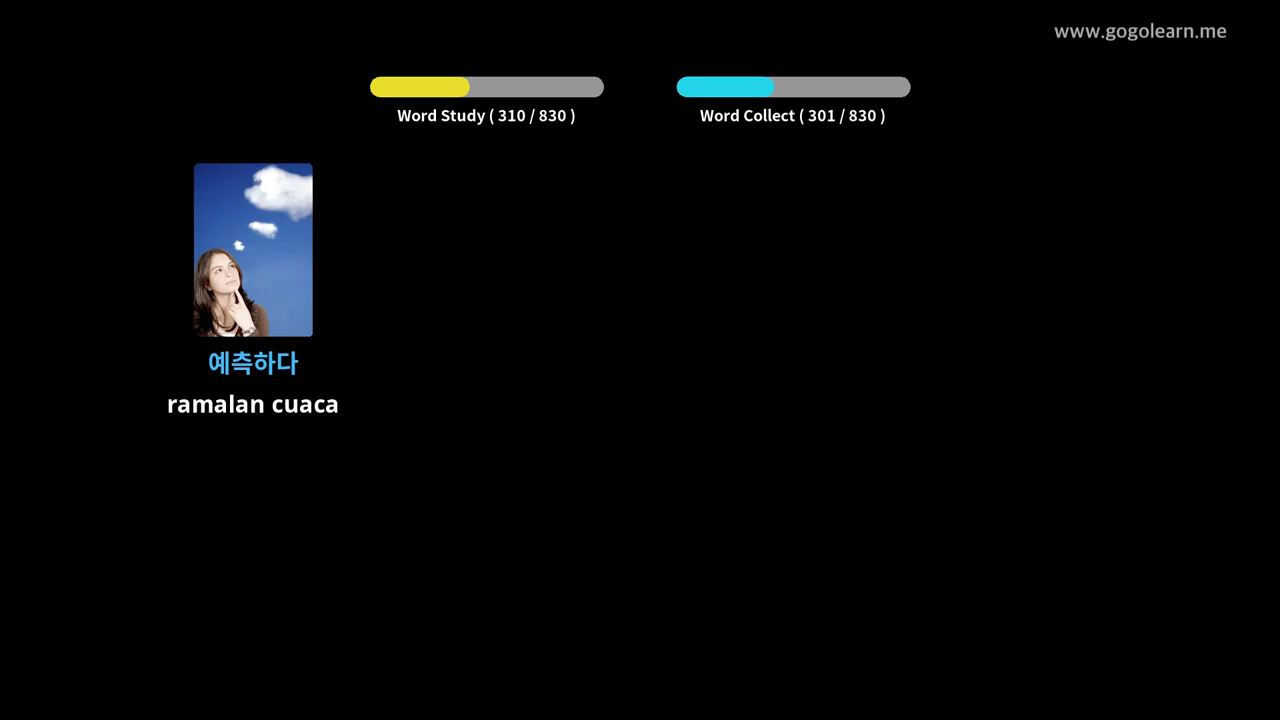 www.gogolearn.me
Word Study ( 310 / 830 )
Word Collect ( 301 / 830 )
예측하다
ramalan cuaca